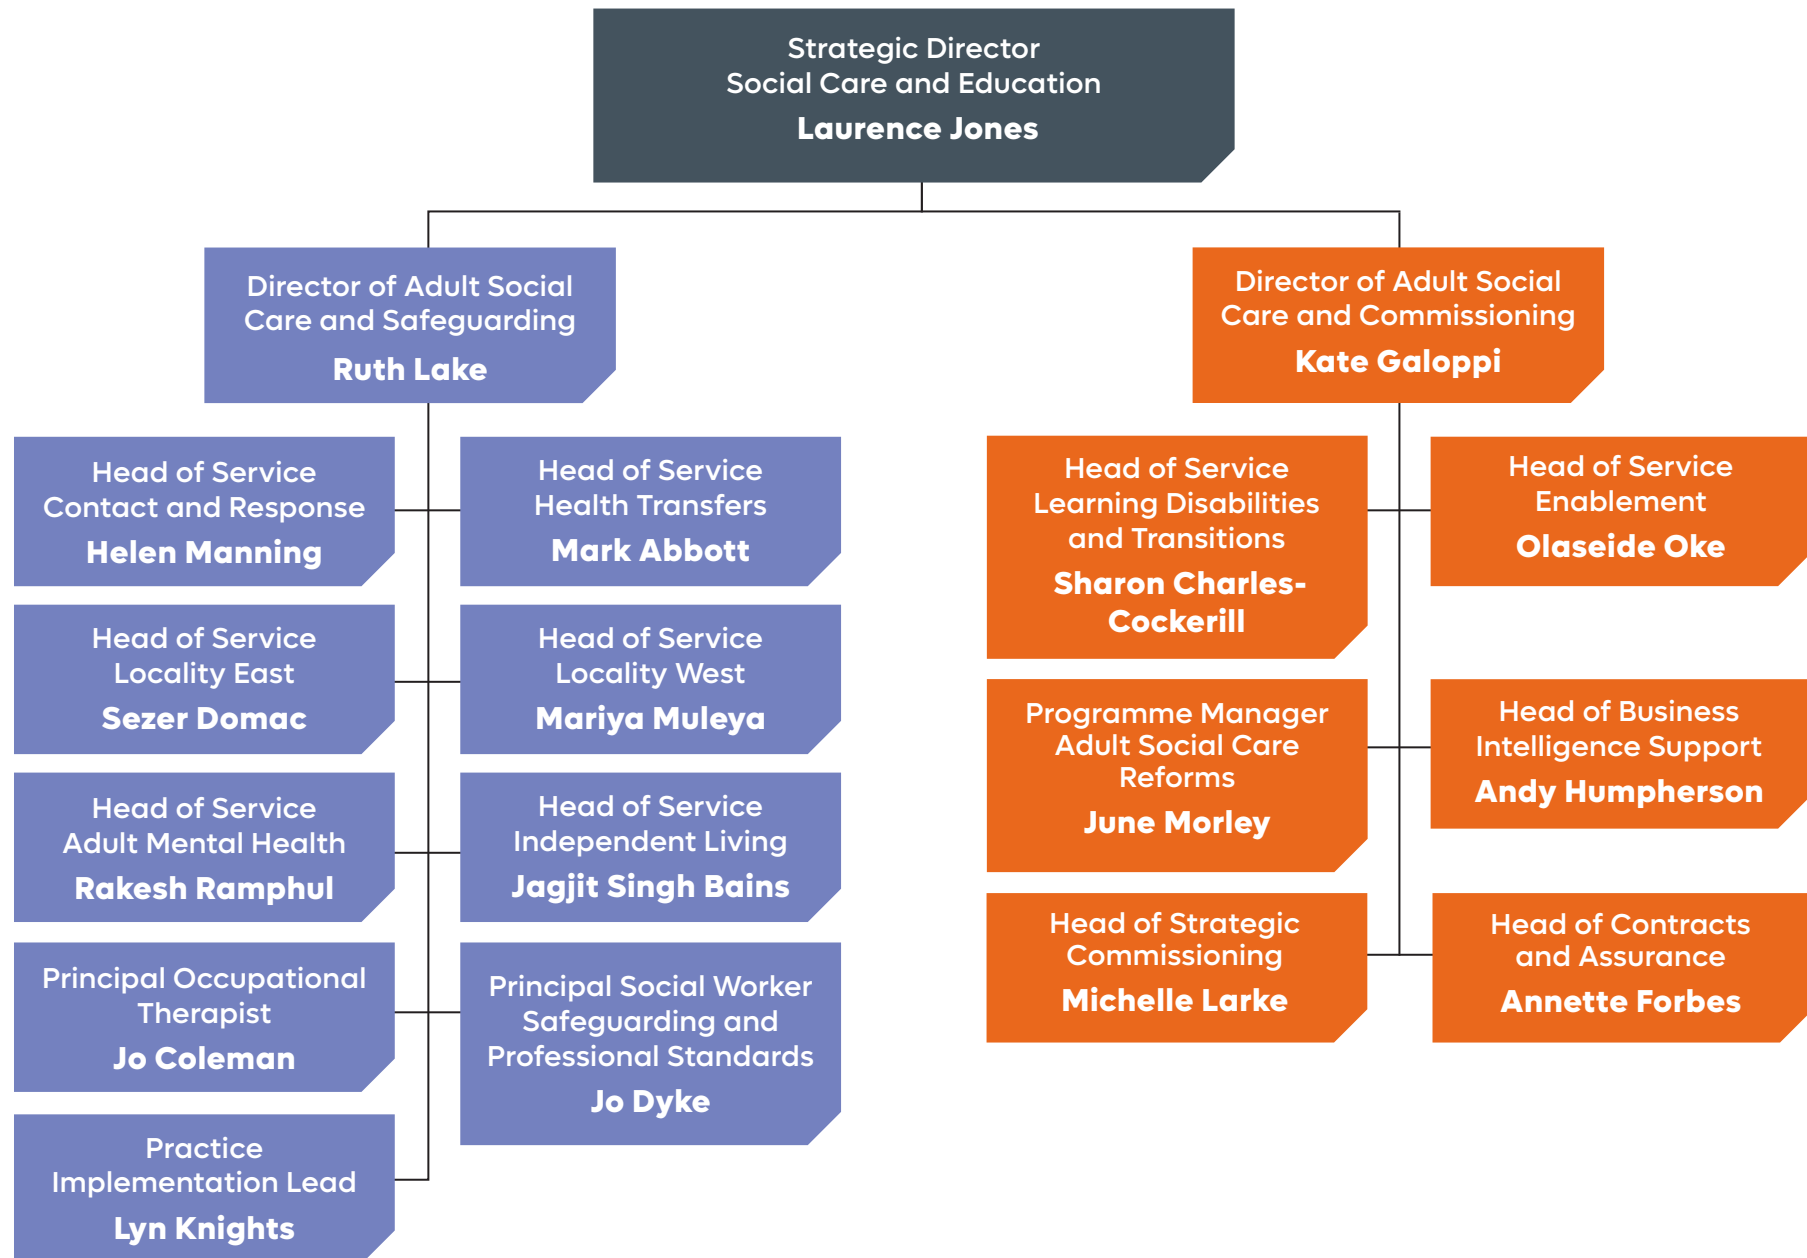 Strategic Director
Social Care and Education
Laurence Jones
Director of Adult Social
Care and Safeguarding
Ruth Lake
Director of Adult Social
Care and Commissioning
Kate Galoppi
Head of Service
Contact and Response
Helen Manning
Head of Service
Health Transfers
Mark Abbott
Head of Service
Locality East
Sezer Domac
Head of Service
Locality West
Mariya Muleya
Head of Service
Adult Mental Health
Rakesh Ramphul
Head of Service
Independent Living
Jagjit Singh Bains
Principal Occupational
Therapist
Jo Coleman
Principal Social Worker
Safeguarding and
Professional Standards
Jo Dyke
Practice
Implementation Lead
Lyn Knights
Head of Service
Learning Disabilities
and Transitions
Sharon Charles-
Cockerill
Head of Service
Enablement
Olaseide Oke
Programme Manager
Adult Social Care
Reforms
June Morley
Head of Business
Intelligence Support
Andy Humpherson
Head of Strategic
Commissioning
Michelle Larke
Head of Contracts
and Assurance
Annette Forbes